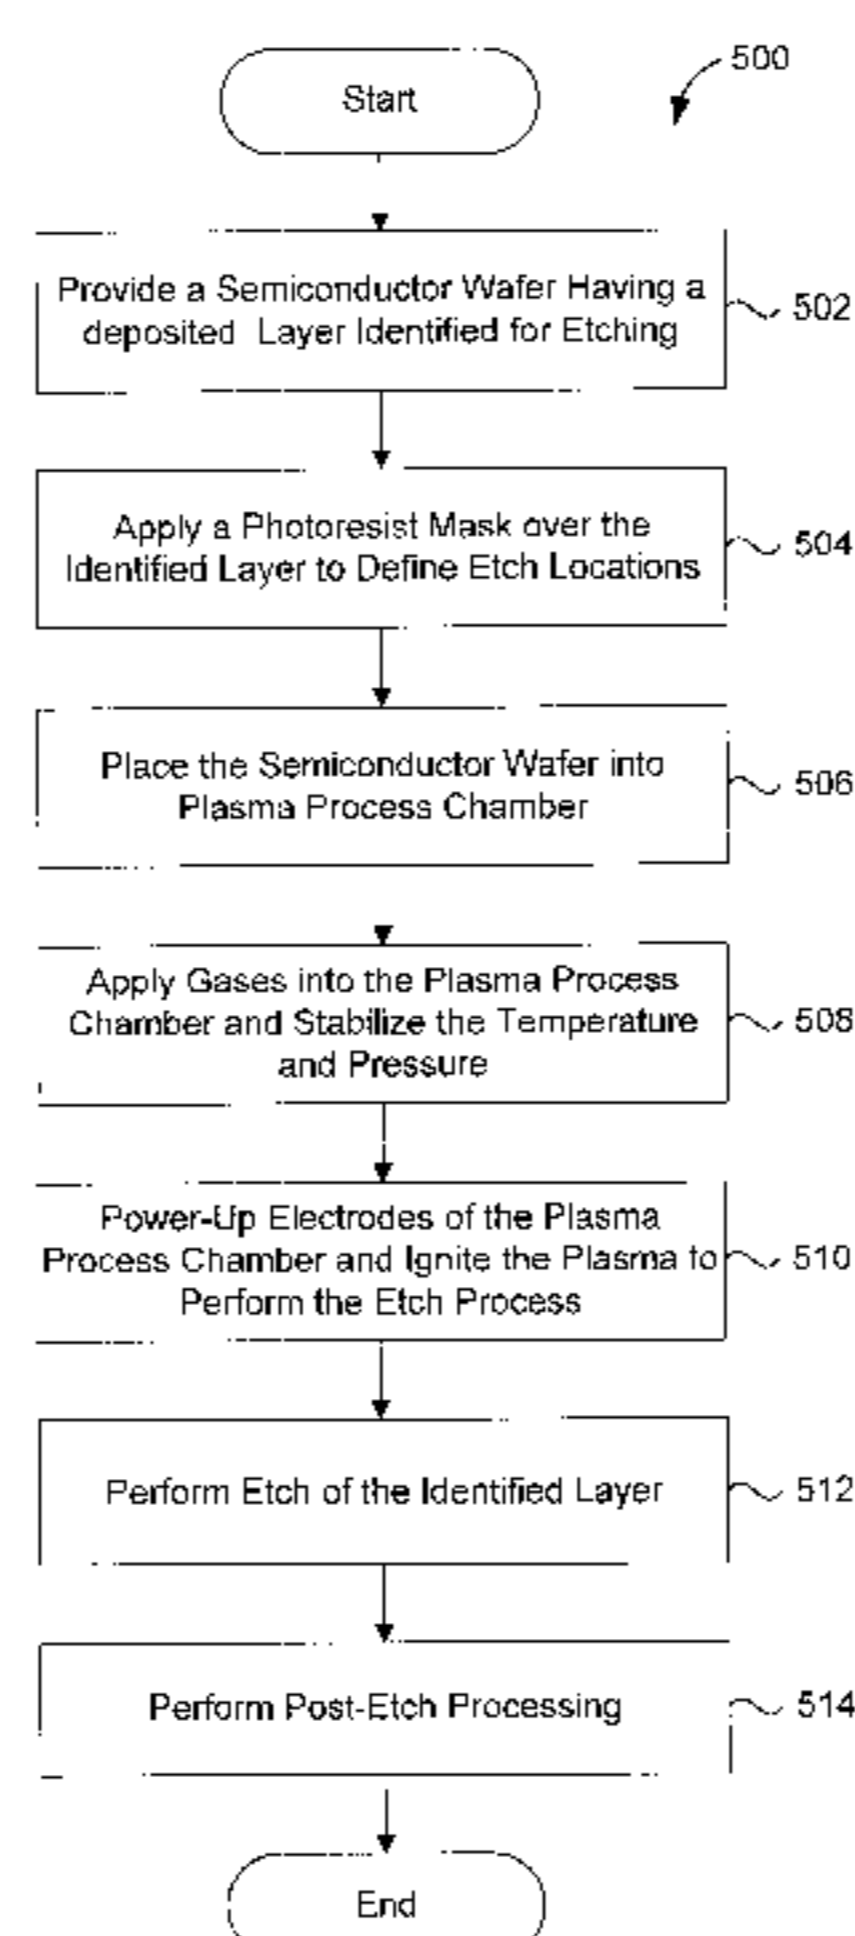 Start
500
Provide a Semiconductor Wafer Having a
deposited Layer Identified for Etching
502
Apply a Photoresist Mask over the
Identified Layer to Define Etch Locations
504
Place the Semiconductor Wafer into
Plasma Process Chamber
506
Apply Gases into the Plasma Process
Chamber and Stabilize the Temperature
and Pressure
508
Power-Up Electrodes of the Plasma
Process Chamber and Ignite the Plasma to
Perform the Etch Process
510
Perform Etch of the Identified Layer
512
Perform Post-Etch Processing
514
End